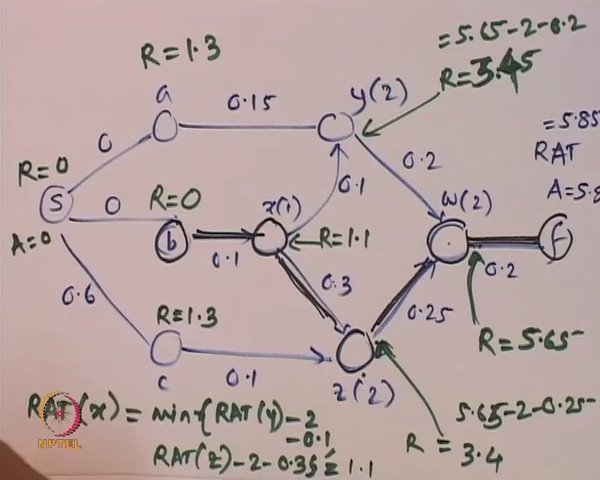 = 5.65-2-0.2
R=1.3
R=3.45
a
0.15
y(2)
= 5.85
0
0.2
RAT
R=0
R=0
0.1
W(2)
A=5.8
S
0
x(1)
b
R=1.1
F
A=0
0.1
0.3
0.2
0.6
R=1.3
0.25
R=5.65
c
0.1
z(2)
RAT(x) = min{RAT(y)-2
-0.1
5.65-2-0.25
RAT(z)-2-0.3} = 1.1
R = 3.4
NPTEL